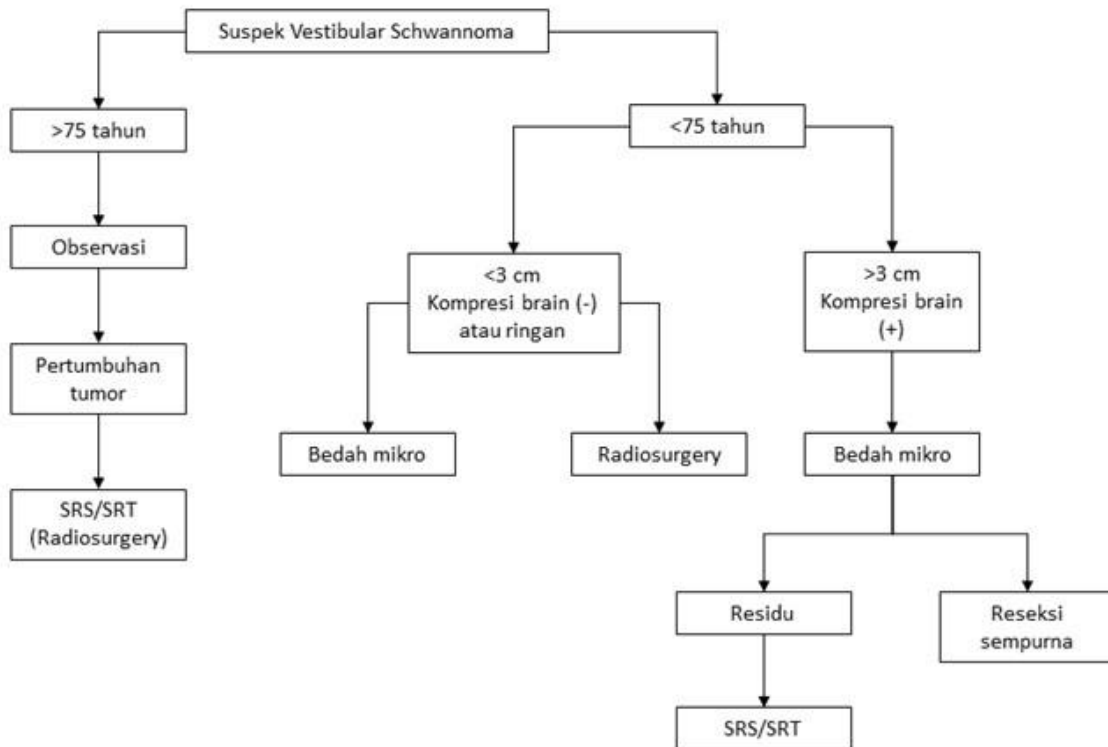 Suspek Vestibular Schwannoma
>75 tahun
<75 tahun
Observasi
<3 cm
Kompresi brain (-)
atau ringan
>3 cm
Kompresi brain
(+)
Pertumbuhan
tumor
Bedah mikro
Radiosurgery
Bedah mikro
SRS/SRT
(Radiosurgery)
Residu
Reseksi
sempurna
SRS/SRT